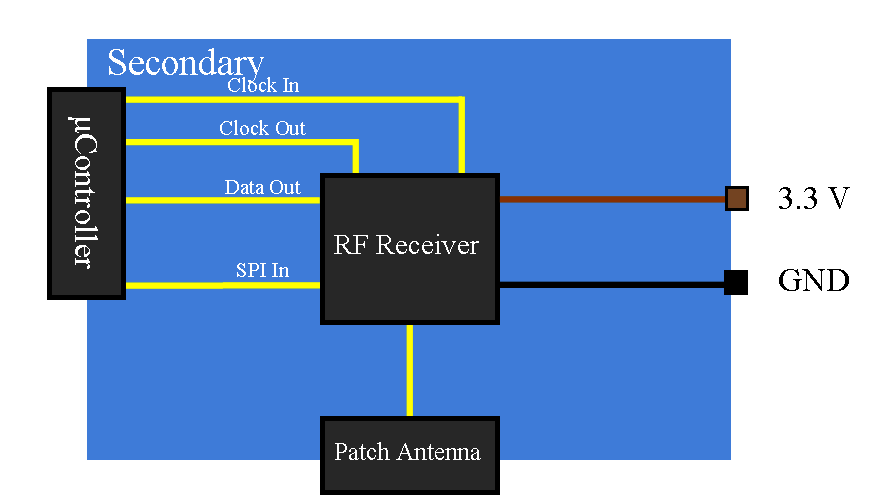 Secondary
Clock In
Clock Out
Data Out
SPI In
μController
RF Receiver
3.3 V
GND
Patch Antenna